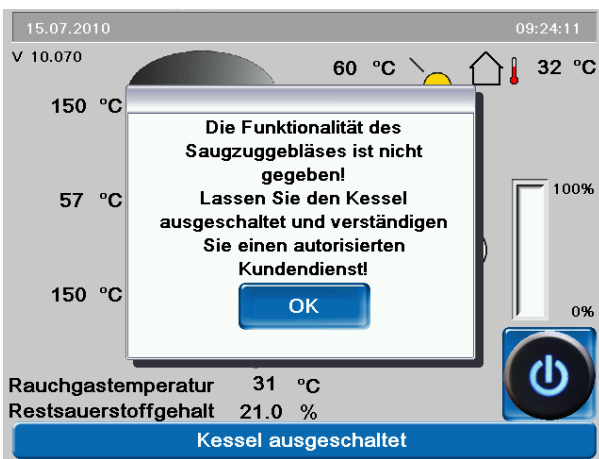 15.07.2010 09:24:11
V 10.070
60 °C 32 °C
150 °C
Die Funktionalität des
Saugzuggebläses ist nicht
gegeben!
Lassen Sie den Kessel
ausgeschaltet und verständigen
Sie einen autorisierten
Kundendienst!
OK
57 °C
150 °C
100%
0%
Rauchgastemperatur 31 °C
Restsauerstoffgehalt 21.0 %
Kessel ausgeschaltet